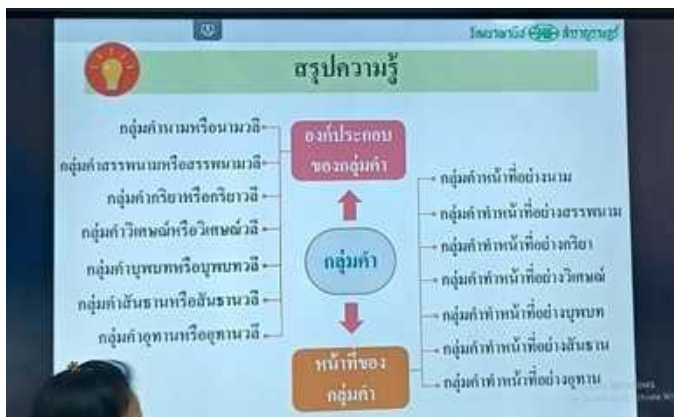 สรุปความรู้
กลุ่มคำนามหรือนามวลี
กลุ่มคำสรรพนามหรือสรรพนามวลี
กลุ่มคำกริยาหรือกริยาวลี
กลุ่มคำวิเศษณ์หรือวิเศษณ์วลี
กลุ่มคำบุพบทหรือบุพบทวลี
กลุ่มคำสันธานหรือสันธานวลี
กลุ่มคำอุทานหรืออุทานวลี
องค์ประกอบ
ของกลุ่มคำ
กลุ่มคำ
หน้าที่ของ
กลุ่มคำ
กลุ่มคำหน้าที่อย่างนาม
กลุ่มคำทำหน้าที่อย่างสรรพนาม
กลุ่มคำทำหน้าที่อย่างกริยา
กลุ่มคำทำหน้าที่อย่างวิเศษณ์
กลุ่มคำทำหน้าที่อย่างบุพบท
กลุ่มคำทำหน้าที่อย่างสันธาน
กลุ่มคำทำหน้าที่อย่างอุทาน